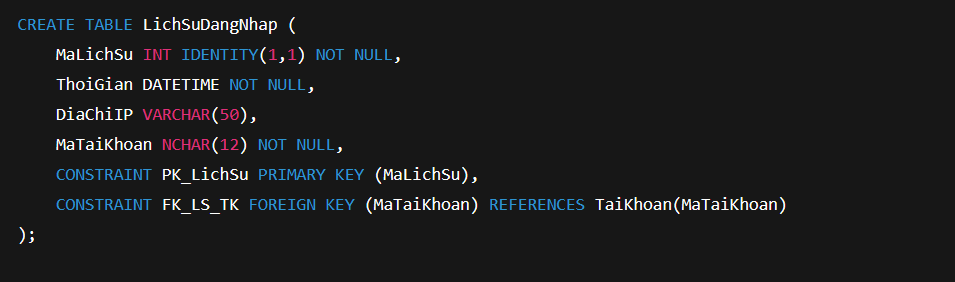 CREATE TABLE LichSuDangNhap (
    MaLichSu INT IDENTITY(1,1) NOT NULL,
    ThoiGian DATETIME NOT NULL,
    DiaChiIP VARCHAR(50),
    MaTaiKhoan NCHAR(12) NOT NULL,
    CONSTRAINT PK_LichSu PRIMARY KEY (MaLichSu),
    CONSTRAINT FK_LS_TK FOREIGN KEY (MaTaiKhoan) REFERENCES TaiKhoan(MaTaiKhoan)
);